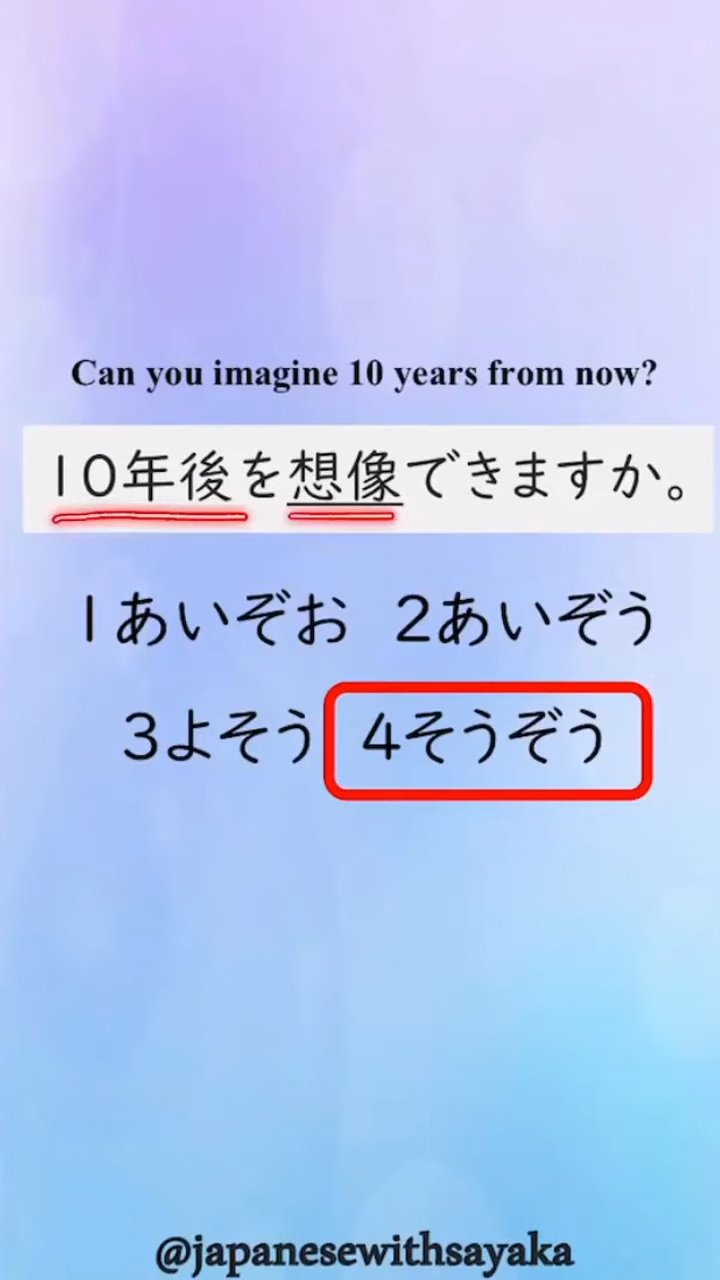 Can you imagine 10 years from now?
10年後を想像できますか。
1あいぞお 2あいぞう
3よそう 4そうぞう
@japanesewithsayaka